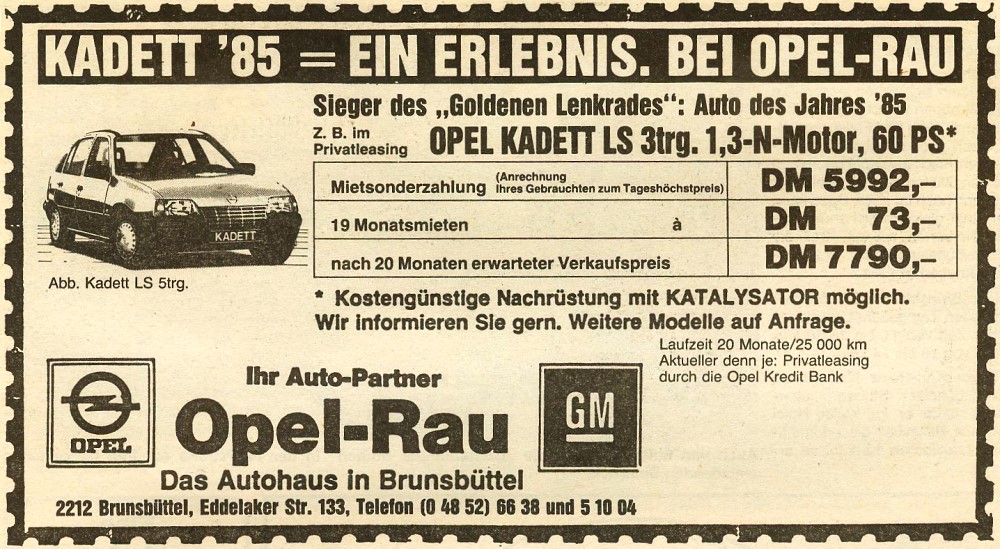 KADETT '85 = EIN ERLEBNIS. BEI OPEL-RAU
Sieger des „Goldenen Lenkrades“: Auto des Jahres '85
Z. B. im
Privatleasing
OPEL KADETT LS 3trg. 1,3-N-Motor, 60 PS*
Mietsonderzahlung (Anrechnung
Ihres Gebrauchten zum Tageshöchstpreis) DM 5992,–
19 Monatsmieten à DM 73,–
nach 20 Monaten erwarteter Verkaufspreis DM 7790,–
KADETT
Abb. Kadett LS 5trg.
* Kostengünstige Nachrüstung mit KATALYSATOR möglich.
Wir informieren Sie gern. Weitere Modelle auf Anfrage.
Laufzeit 20 Monate/25 000 km
Aktueller denn je: Privatleasing
durch die Opel Kredit Bank
OPEL
Ihr Auto-Partner
Opel-Rau
Das Autohaus in Brunsbüttel
GM
2212 Brunsbüttel, Eddelaker Str. 133, Telefon (0 48 52) 66 38 und 5 10 04